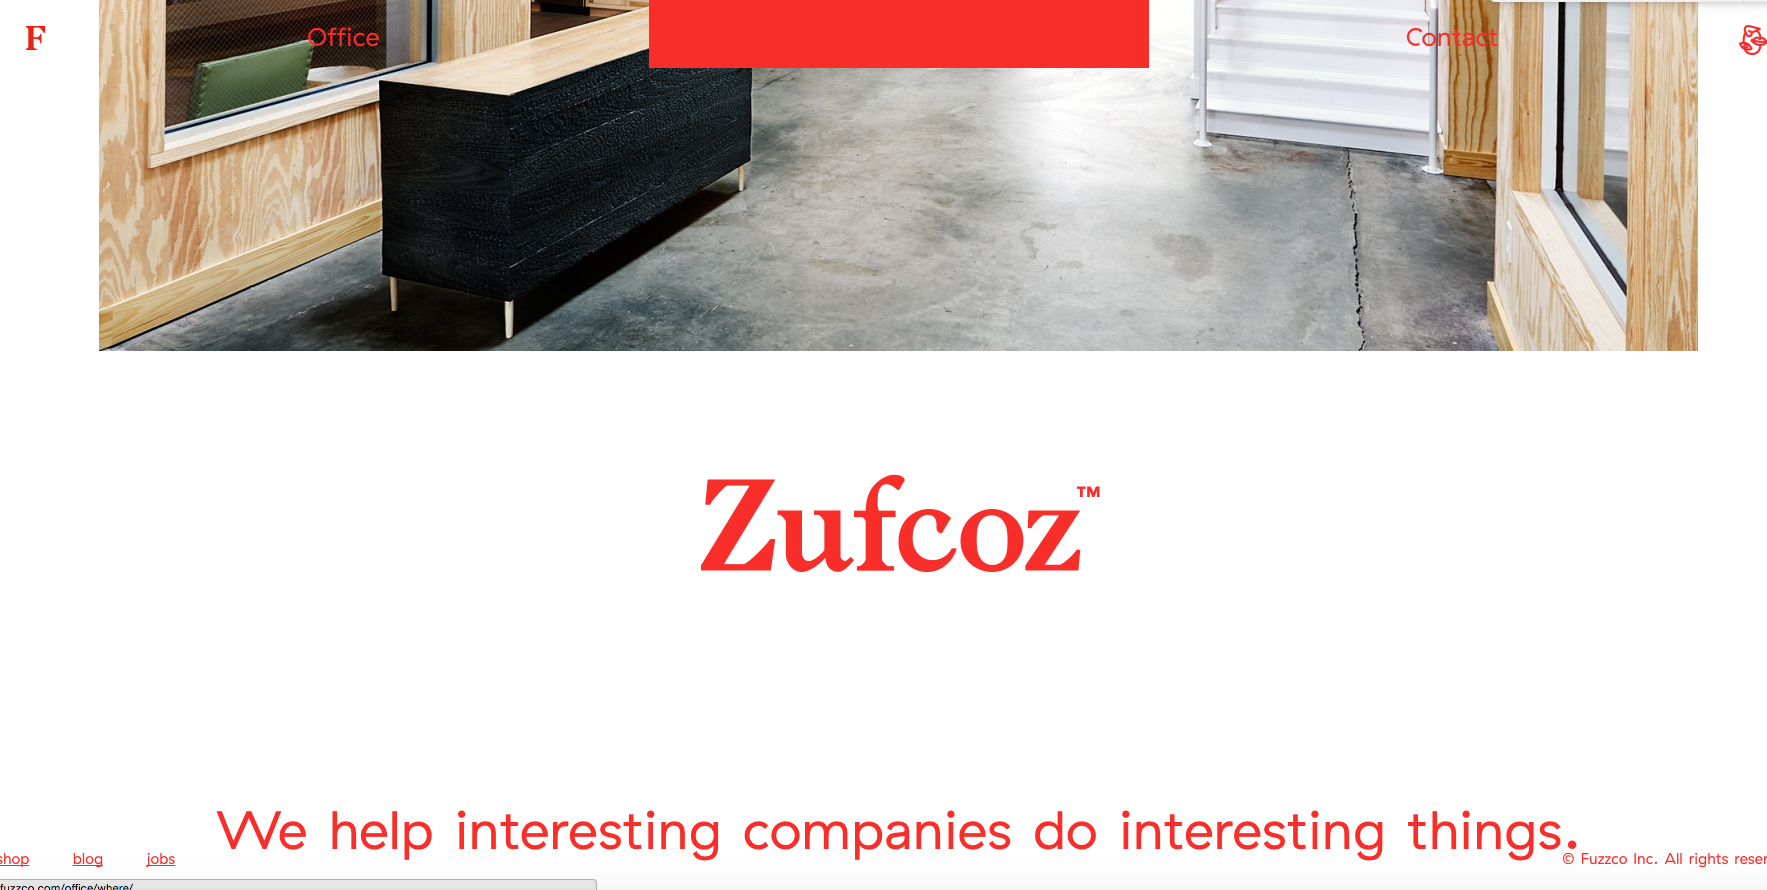 F
Office
Contact
Zufcoz™
We help interesting companies do interesting things.
shop blog jobs
© Fuzzco Inc. All rights reser
fuzzco.com/office/where/